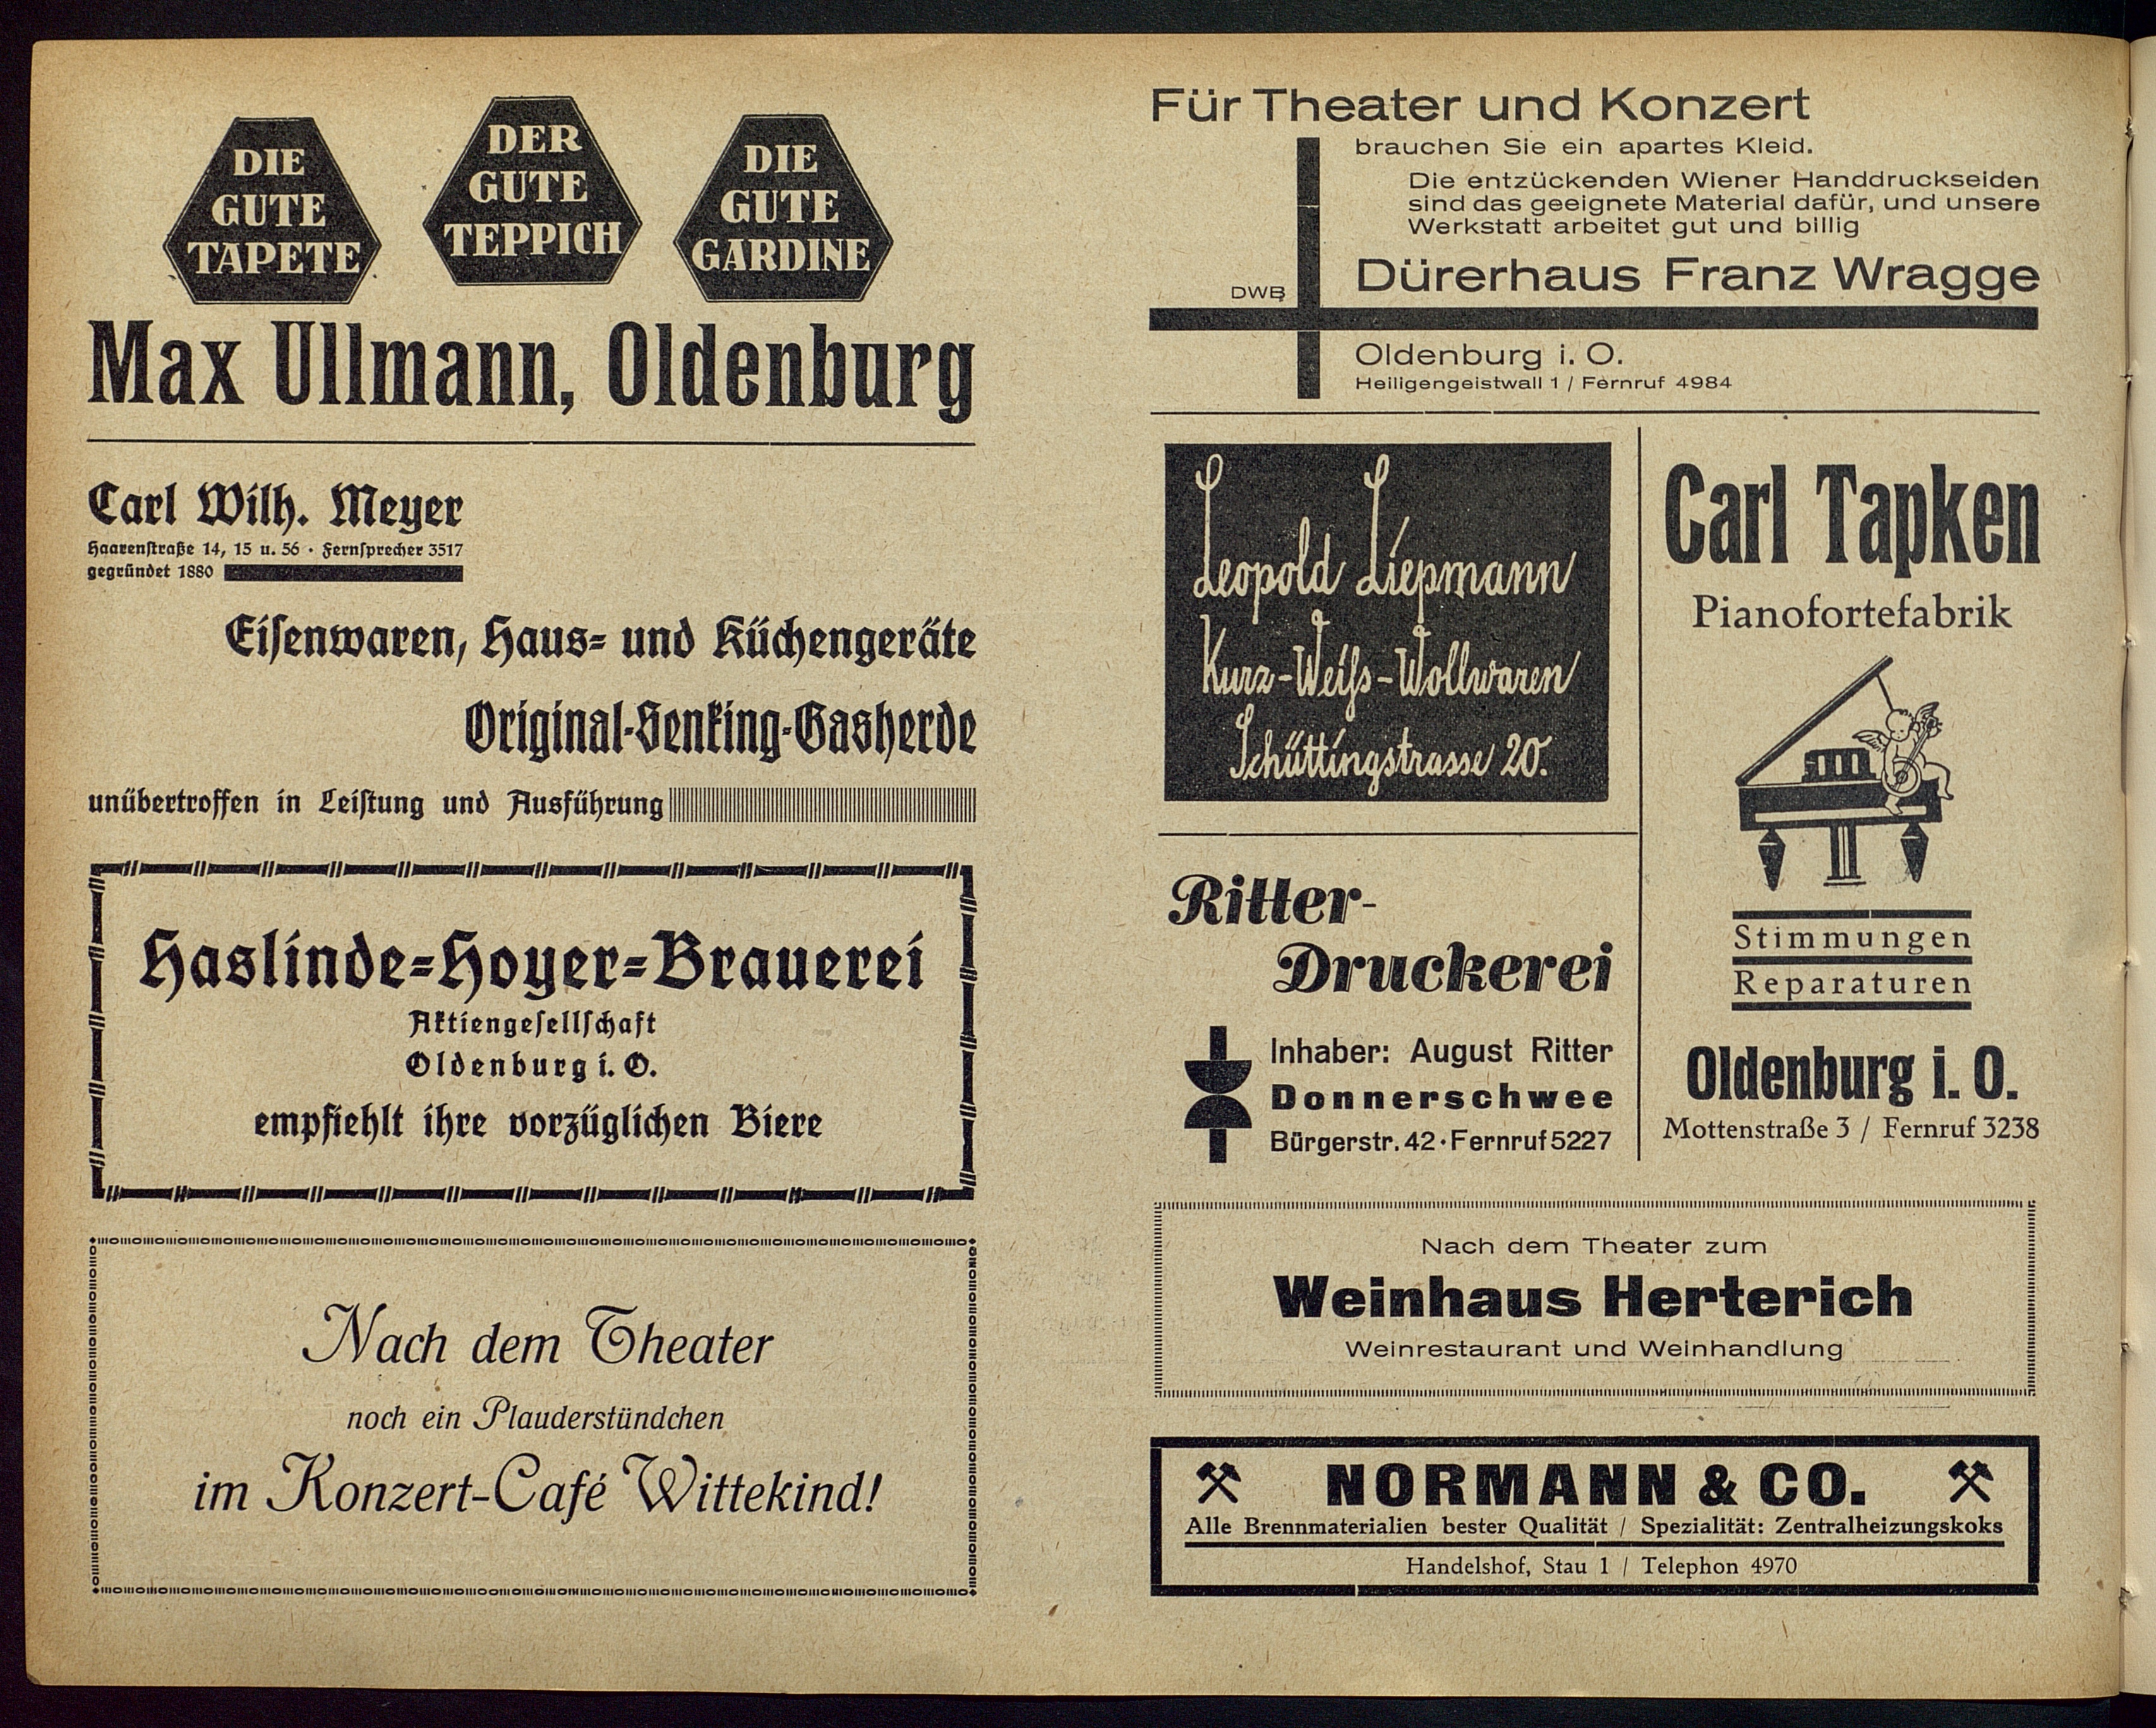 DIE
GUTE
TAPETE
DER
GUTE
TEPPICH
DIE
GUTE
GARDINE
Max Ullmann, Oldenburg
Carl Wilh. Meyer
Haarenſtraße 14, 15 u. 56 · Fernſprecher 3517
gegründet 1880
Eiſenwaren, Haus- und Küchengeräte
Original-Senking-Gasherde
unübertroffen in Leiſtung und Ausführung
Haslinde-Hoyer-Brauerei
Aktiengeſellſchaft
Oldenburg i. O.
empfiehlt ihre vorzüglichen Biere
Nach dem Theater
noch ein Plauderstündchen
im Konzert-Café Wittekind!
Für Theater und Konzert
brauchen Sie ein apartes Kleid.
Die entzückenden Wiener Handdruckseiden
sind das geeignete Material dafür, und unsere
Werkstatt arbeitet gut und billig
DWB
Dürerhaus Franz Wragge
Oldenburg i. O.
Heiligengeistwall 1 / Fernruf 4984
Leopold Liepmann
Kurz-Weiſs-Wollwaren
Schüttingstrasse 20.
Carl Tapken
Pianofortefabrik
Stimmungen
Reparaturen
Oldenburg i. O.
Mottenstraße 3 / Fernruf 3238
Ritter-
Druckerei
Inhaber: August Ritter
Donnerschwee
Bürgerstr. 42 · Fernruf 5227
Nach dem Theater zum
Weinhaus Herterich
Weinrestaurant und Weinhandlung
NORMANN & CO.
Alle Brennmaterialien bester Qualität / Spezialität: Zentralheizungskoks
Handelshof, Stau 1 / Telephon 4970